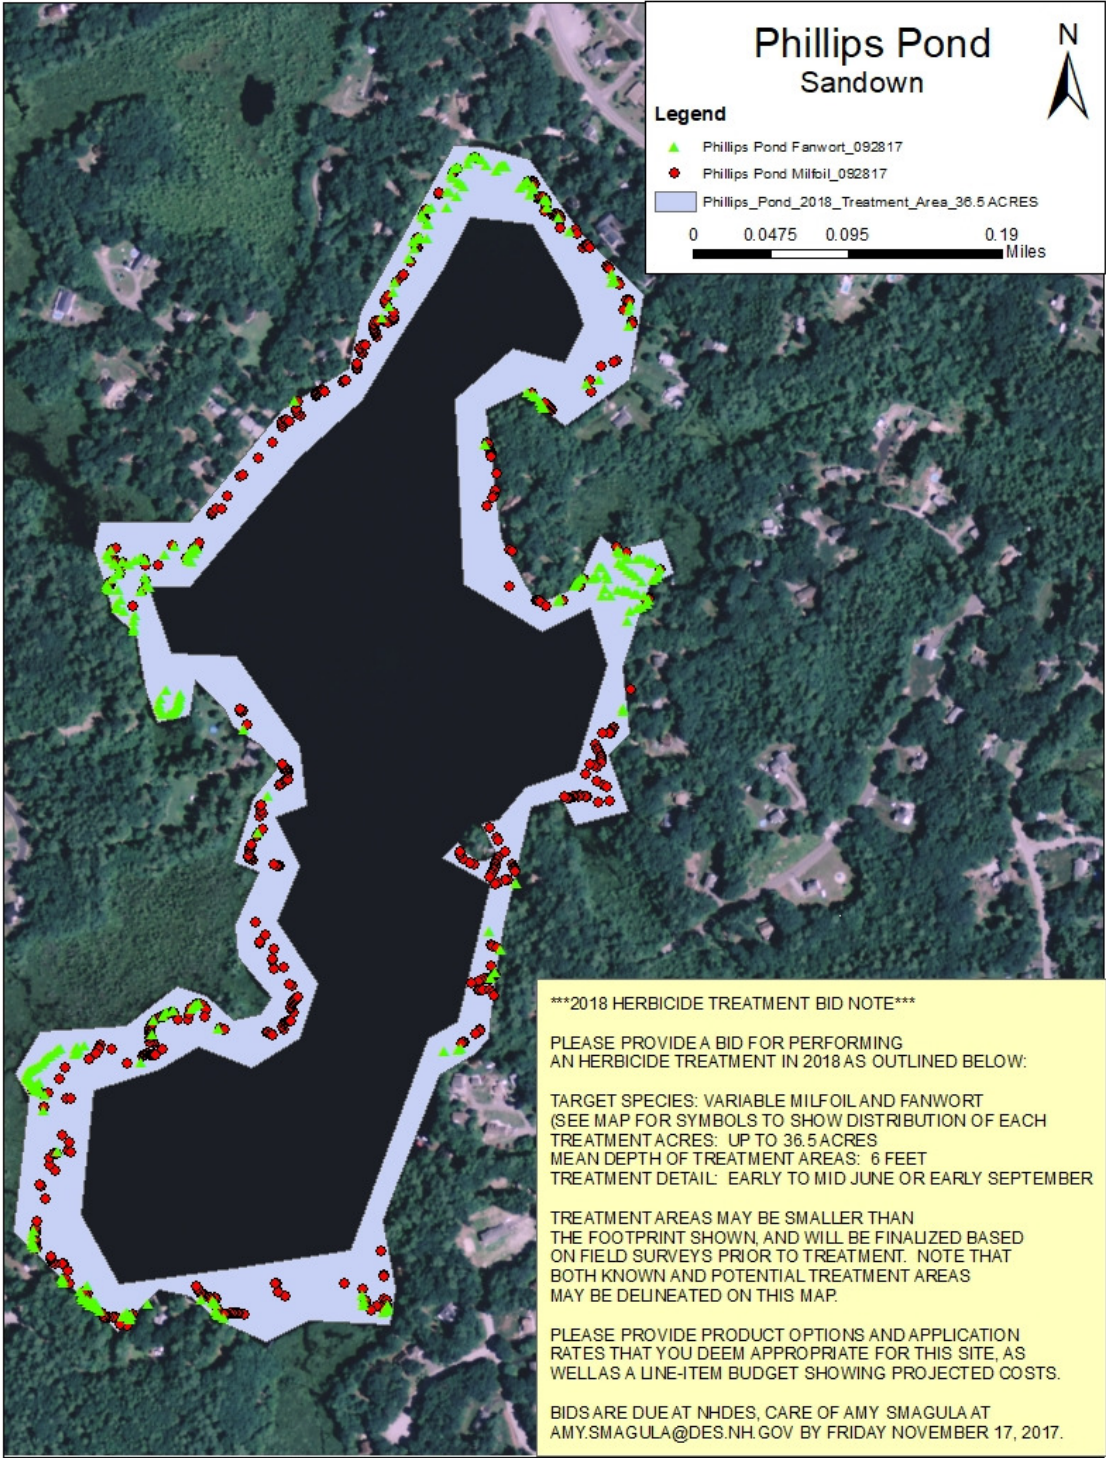 Phillips Pond
Sandown
N
Legend
Phillips Pond Fanwort_092817
Phillips Pond Milfoil_092817
Phillips_Pond_2018_Treatment_Area_36.5 ACRES
0 0.0475 0.095 0.19
Miles
***2018 HERBICIDE TREATMENT BID NOTE***
PLEASE PROVIDE A BID FOR PERFORMING
AN HERBICIDE TREATMENT IN 2018 AS OUTLINED BELOW:
TARGET SPECIES: VARIABLE MILFOIL AND FANWORT
(SEE MAP FOR SYMBOLS TO SHOW DISTRIBUTION OF EACH
TREATMENT ACRES: UP TO 36.5 ACRES
MEAN DEPTH OF TREATMENT AREAS: 6 FEET
TREATMENT DETAIL: EARLY TO MID JUNE OR EARLY SEPTEMBER
TREATMENT AREAS MAY BE SMALLER THAN
THE FOOTPRINT SHOWN, AND WILL BE FINALIZED BASED
ON FIELD SURVEYS PRIOR TO TREATMENT. NOTE THAT
BOTH KNOWN AND POTENTIAL TREATMENT AREAS
MAY BE DELINEATED ON THIS MAP.
PLEASE PROVIDE PRODUCT OPTIONS AND APPLICATION
RATES THAT YOU DEEM APPROPRIATE FOR THIS SITE, AS
WELL AS A LINE-ITEM BUDGET SHOWING PROJECTED COSTS.
BIDS ARE DUE AT NHDES, CARE OF AMY SMAGULA AT
AMY.SMAGULA@DES.NH.GOV BY FRIDAY NOVEMBER 17, 2017.